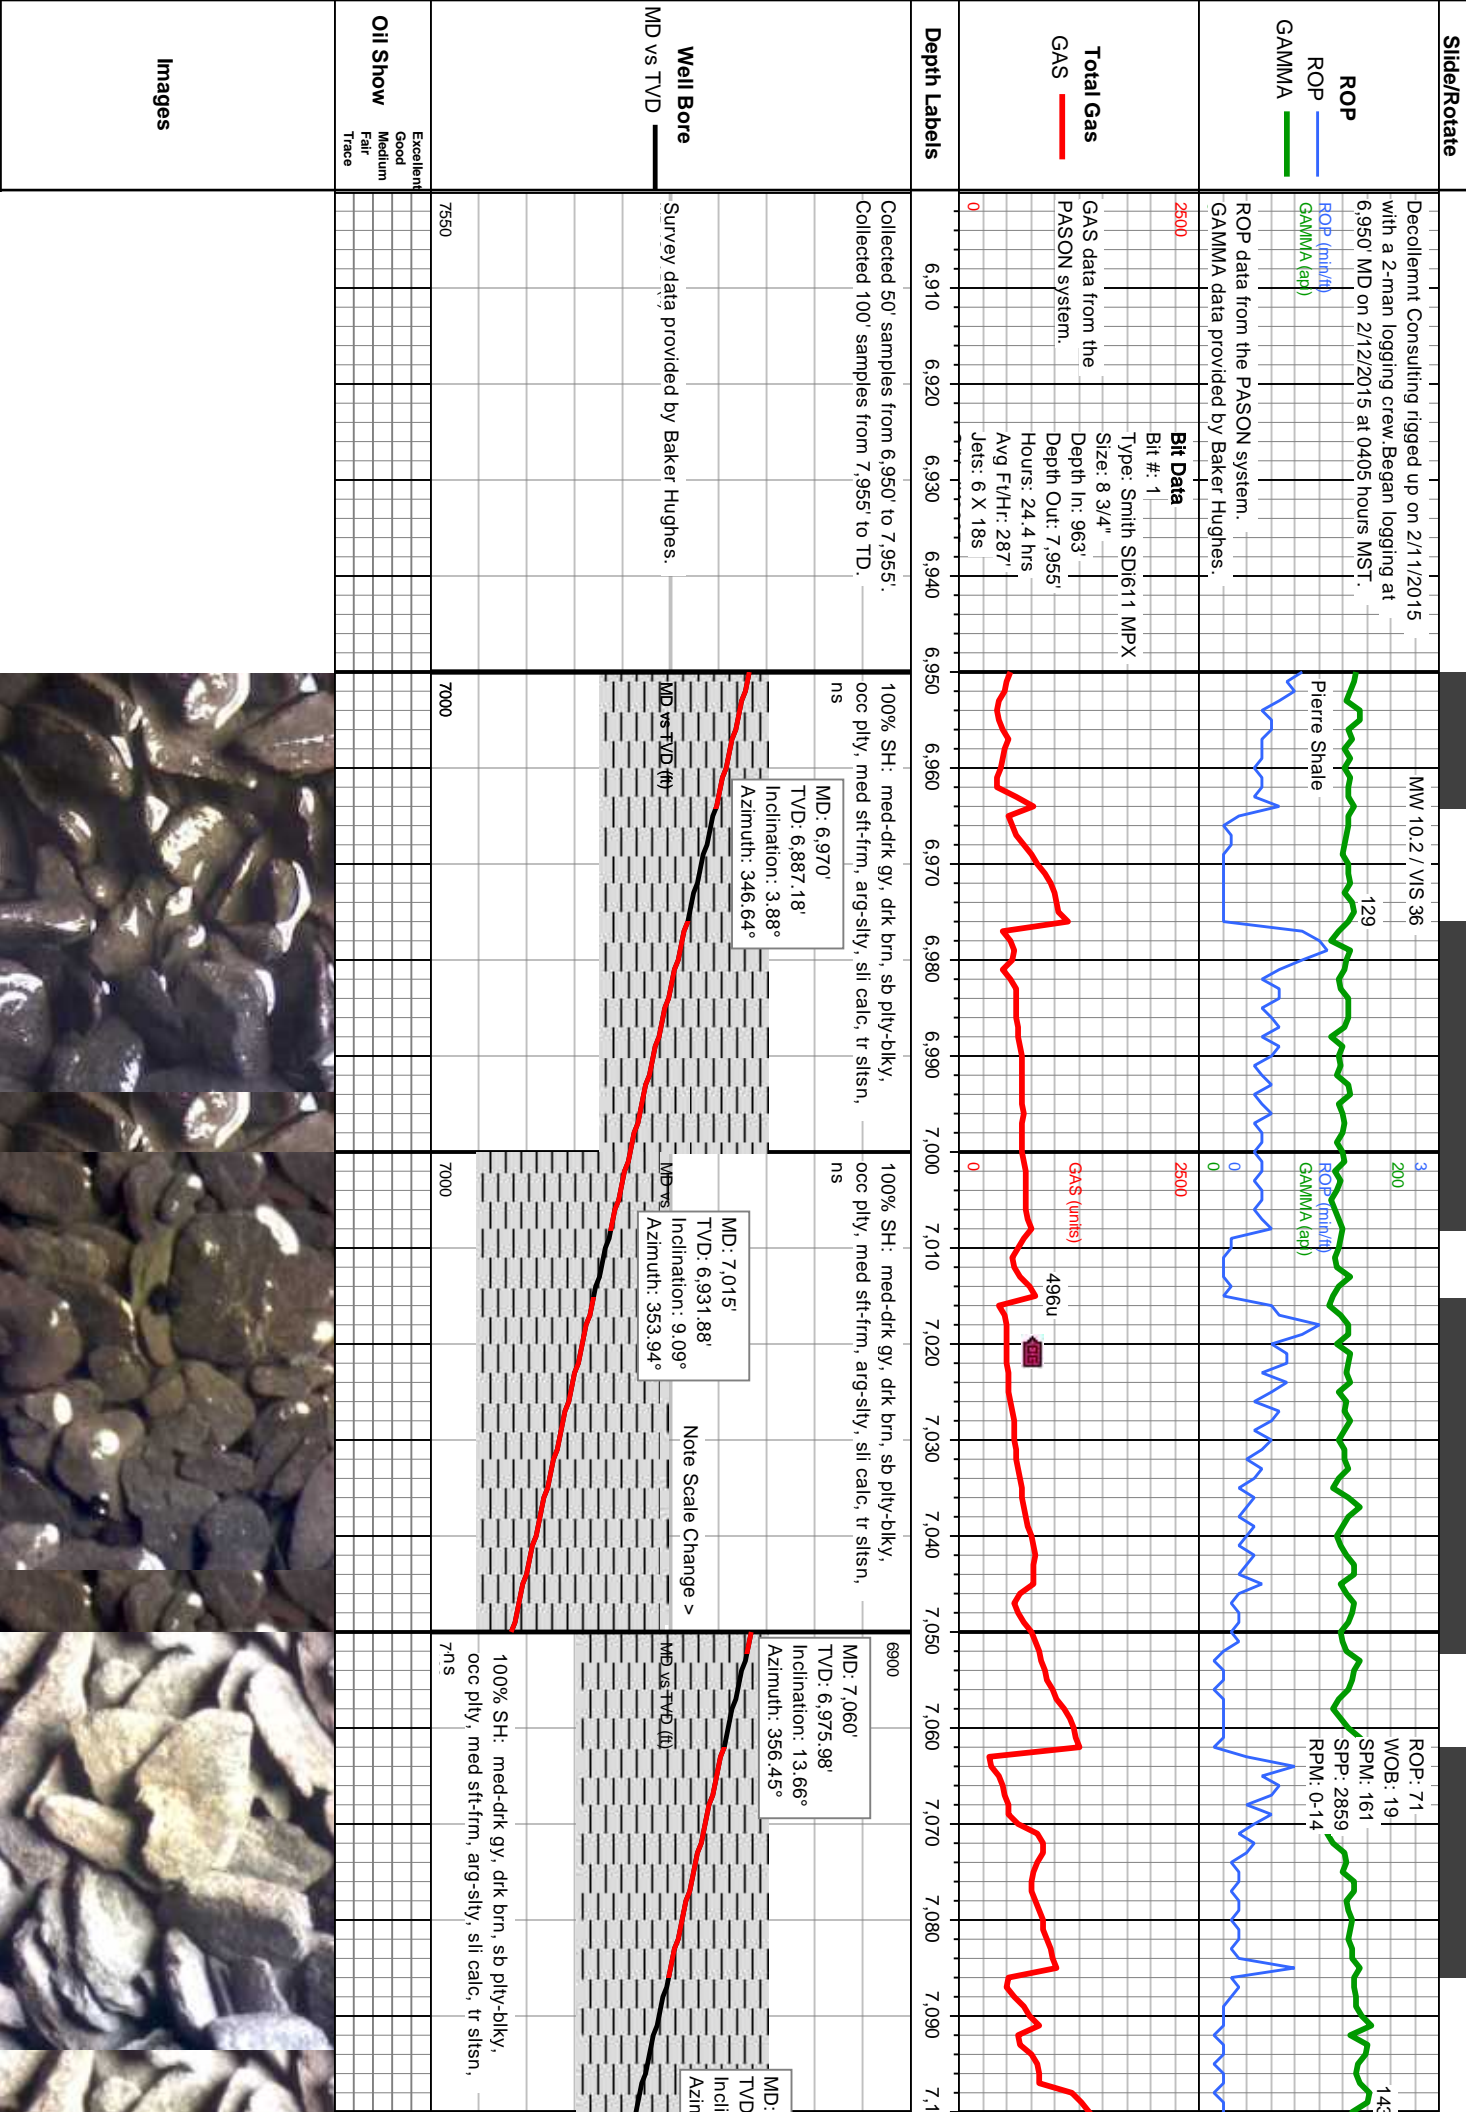 Slide/Rotate
ROP
ROP
GAMMA
Total Gas
GAS
Depth Labels
Well Bore
MD vs TVD
Oil Show
Excellent
Good
Medium
Fair
Trace
Images
Decollemnt Consulting rigged up on 2/11/2015
with a 2-man logging crew.Began logging at
6,950' MD on 2/12/2015 at 0405 hours MST.
ROP (min/ft)
GAMMA (api)
ROP data from the PASON system.
GAMMA data provided by Baker Hughes.
2500
0
GAS data from the
PASON system.
Bit Data
Bit #: 1
Type: Smith SDi611 MPX
Size: 8 3/4"
Depth In: 963'
Depth Out: 7,955'
Hours: 24.4 hrs
Avg Ft/Hr: 287'
Jets: 6 X 18s
6,910
6,920
6,930
6,940
6,950
6,960
6,970
6,980
6,990
7,000
7,010
7,020
7,030
7,040
7,050
7,060
7,070
7,080
7,090
7,1
Collected 50' samples from 6,950' to 7,955'.
Collected 100' samples from 7,955' to TD.
Survey data provided by Baker Hughes.
7550
MW 10.2 / VIS 36
129
Pierre Shale
100% SH: med-drk gy, drk brn, sb plty-blky,
occ plty, med sft-frm, arg-slty, sli calc, tr sltsn,
ns
MD: 6,970'
TVD: 6,887.18'
Inclination: 3.88°
Azimuth: 346.64°
MD vs TVD (ft)
7000
3
200
ROP (min/ft)
GAMMA (api)
0
0
2500
GAS (units)
0
496u
100% SH: med-drk gy, drk brn, sb plty-blky,
occ plty, med sft-frm, arg-slty, sli calc, tr sltsn,
ns
MD: 7,015'
TVD: 6,931.88'
Inclination: 9.09°
Azimuth: 353.94°
MD vs
Note Scale Change >
7000
ROP: 71
WOB: 19
SPM: 161
SPP: 2859
RPM: 0-14
143
6900
MD: 7,060'
TVD: 6,975.98'
Inclination: 13.66°
Azimuth: 356.45°
MD vs TVD (ft)
100% SH: med-drk gy, drk brn, sb plty-blky,
occ plty, med sft-frm, arg-slty, sli calc, tr sltsn,
ns
MD:
TVD
Incli
Azin